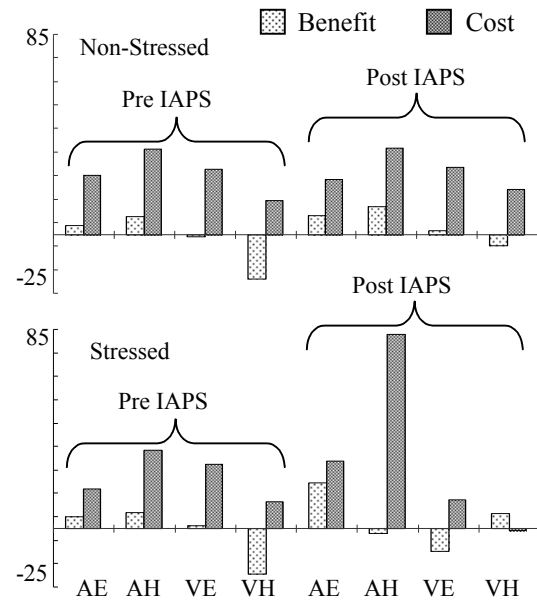 85
Benefit
Cost
Non-Stressed
Pre IAPS
Post IAPS
-25
85
Post IAPS
Stressed
Pre IAPS
-25
AE AH VE VH AE AH VE VH